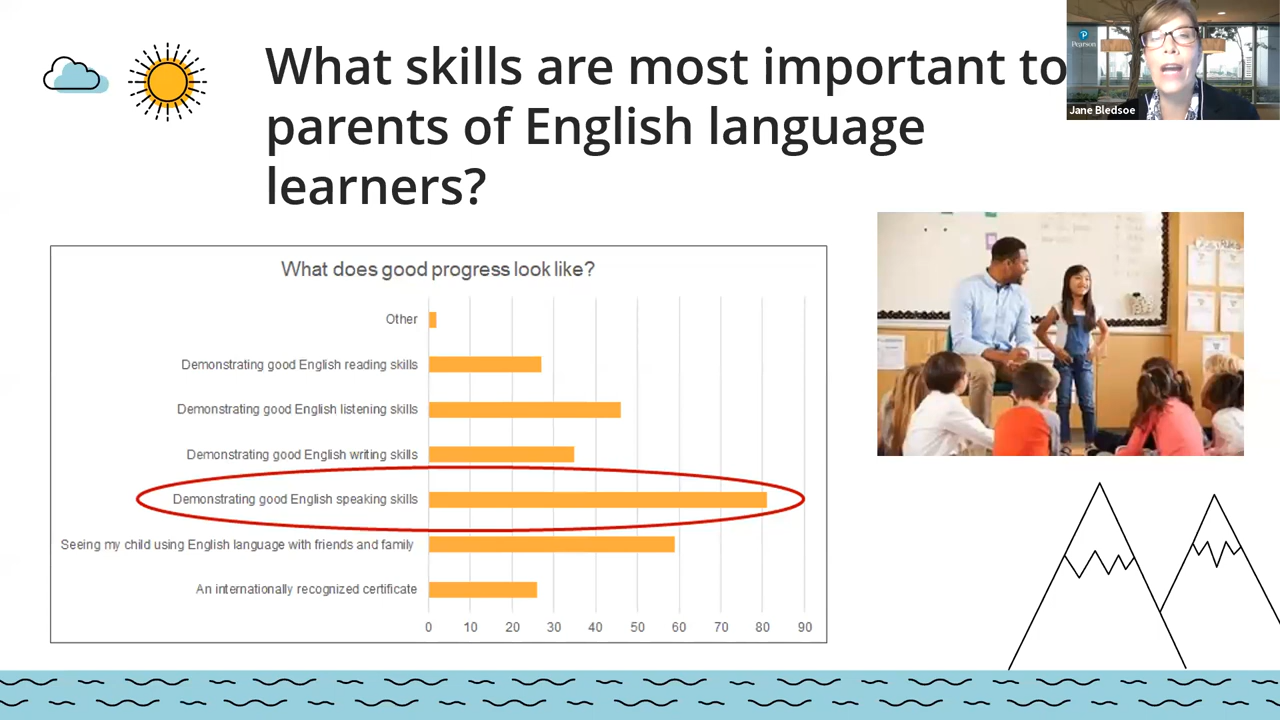 What skills are most important to
parents of English language
learners?
Pearson
Jane Bledsoe
What does good progress look like?
Other
Demonstrating good English reading skills
Demonstrating good English listening skills
Demonstrating good English writing skills
Demonstrating good English speaking skills
Seeing my child using English language with friends and family
An internationally recognized certificate
0 10 20 30 40 50 60 70 80 90